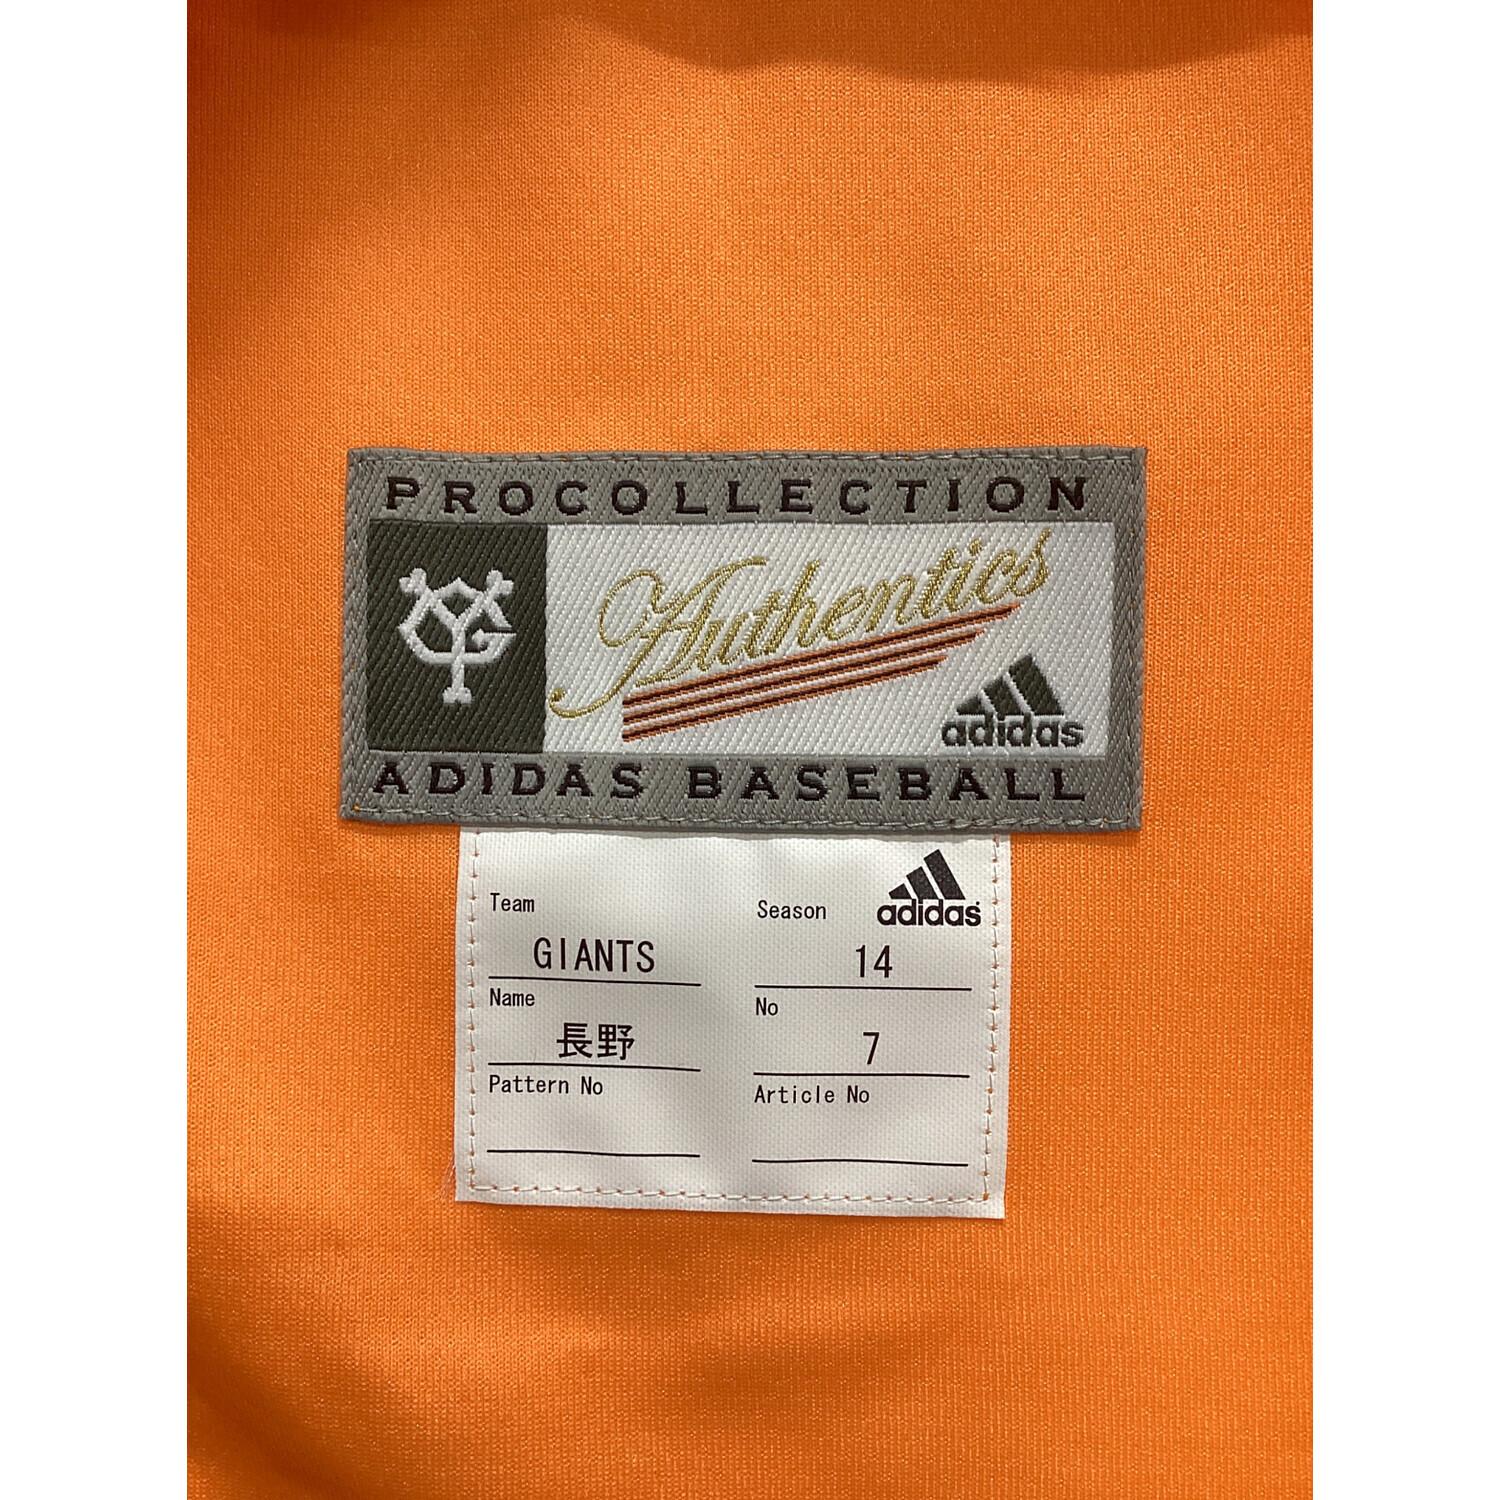 PROCOLLECTION
YG
Authentics
adidas
ADIDAS BASEBALL
adidas
Team
Season
GIANTS
14
Name
No
長野
7
Pattern No
Article No